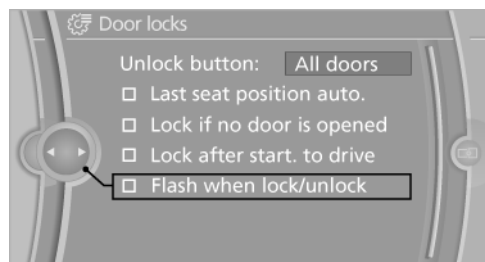 Door locks
Unlock button: All doors
Last seat position auto.
Lock if no door is opened
Lock after start. to drive
Flash when lock/unlock